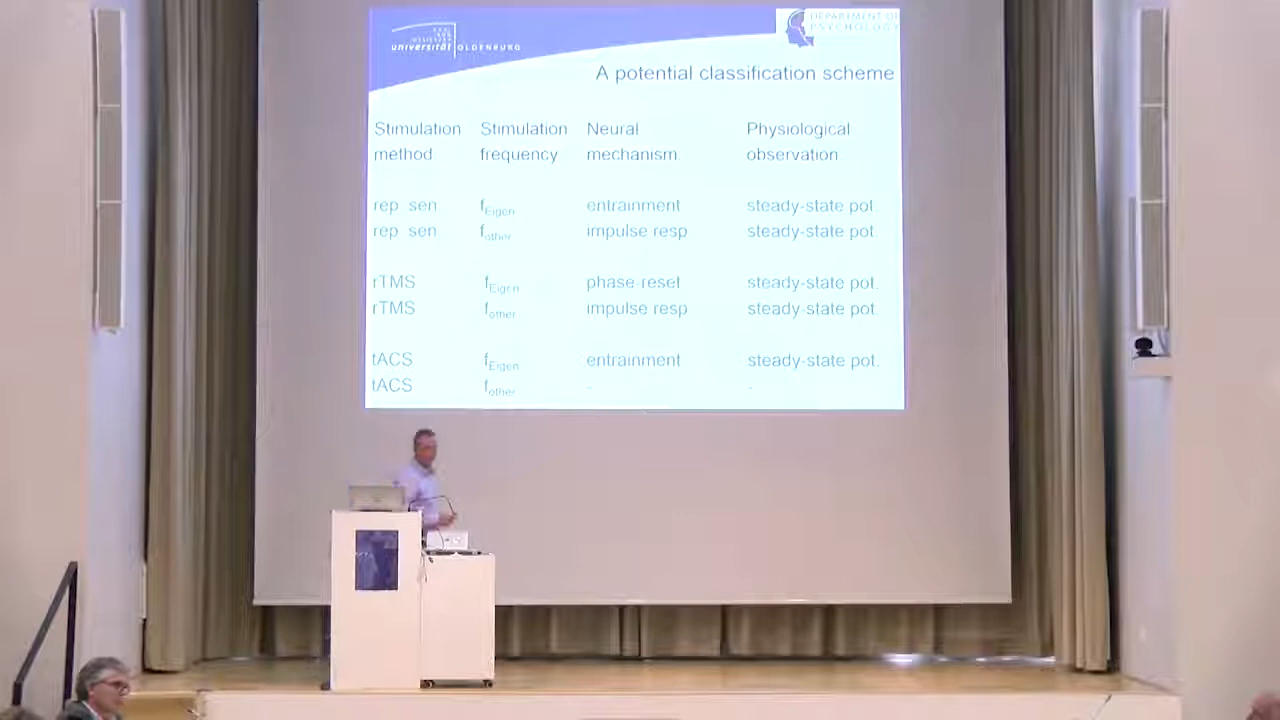 universität OLDENBURG
DEPARTMENT OF
PSYCHOLOGY
A potential classification scheme
Stimulation Stimulation Neural Physiological
method frequency mechanism observation
rep sen fEigen entrainment steady-state pot.
rep sen fother impulse resp steady-state pot.
rTMS fEigen phase-reset steady-state pot.
rTMS fother impulse resp steady-state pot.
tACS fEigen entrainment steady-state pot.
tACS fother - -